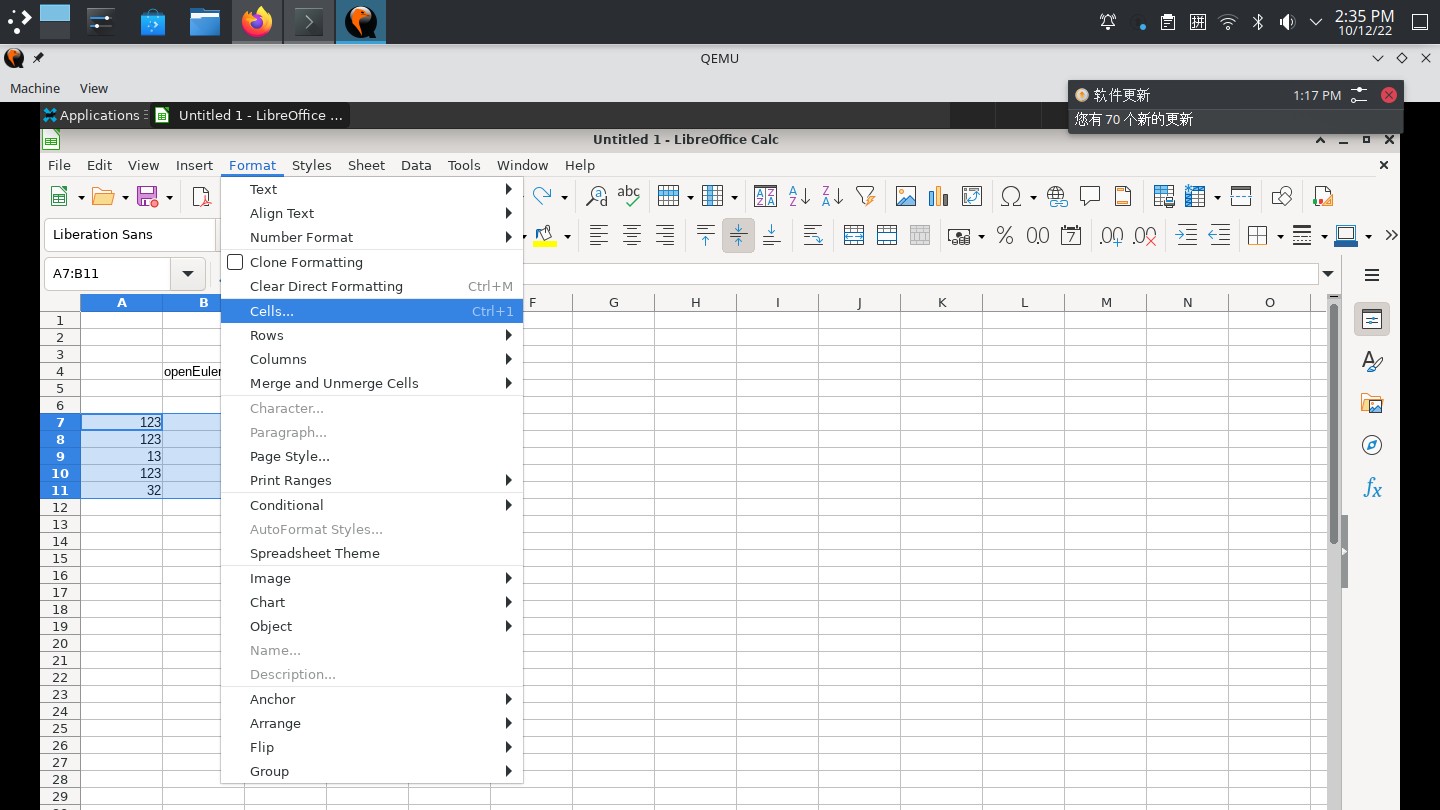 2:35 PM
10/12/22
拼
QEMU
Machine View
软件更新 1:17 PM
您有 70 个新的更新
Applications Untitled 1 - LibreOffice ...
Untitled 1 - LibreOffice Calc
File Edit View Insert Format Styles Sheet Data Tools Window Help
Liberation Sans
A7:B11
A B F G H I J K L M N O
1
2
3
4 openEuler
5
6
7 123
8 123
9 13
10 123
11 32
12
13
14
15
16
17
18
19
20
21
22
23
24
25
26
27
28
29
Text
Align Text
Number Format
Clone Formatting
Clear Direct Formatting Ctrl+M
Cells... Ctrl+1
Rows
Columns
Merge and Unmerge Cells
Character...
Paragraph...
Page Style...
Print Ranges
Conditional
AutoFormat Styles...
Spreadsheet Theme
Image
Chart
Object
Name...
Description...
Anchor
Arrange
Flip
Group